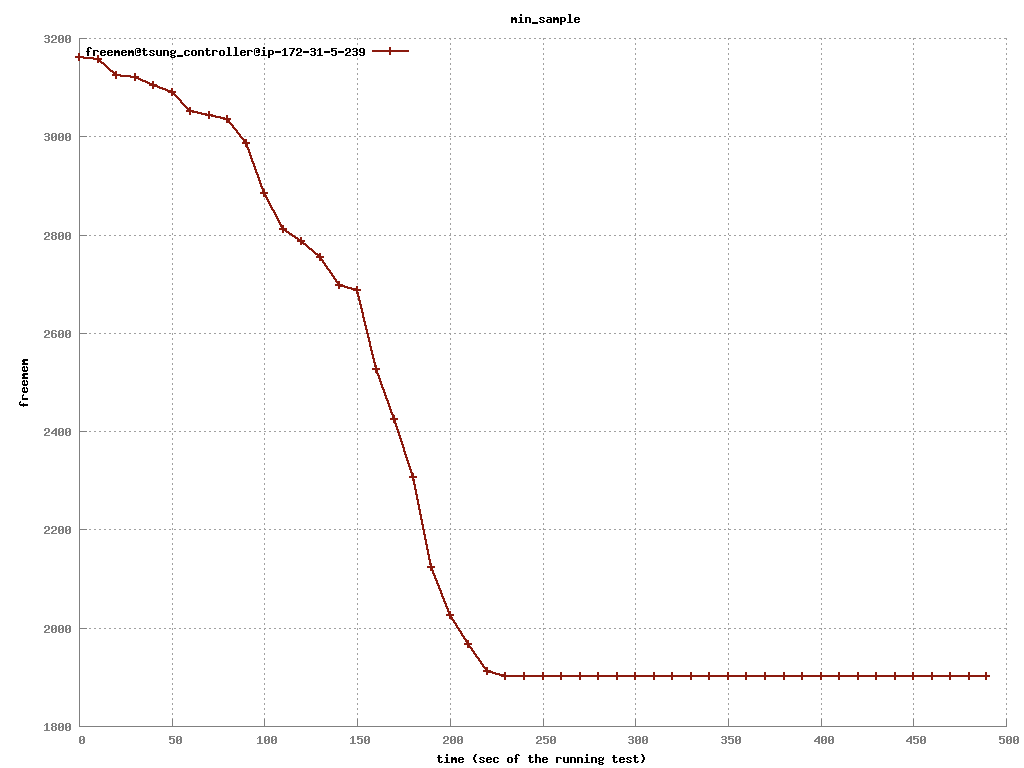 min_sample
3200
freemem@tsung_controller@ip-172-31-5-239
3000
2800
2600
freemem
2400
2200
2000
1800
0 50 100 150 200 250 300 350 400 450 500
time (sec of the running test)